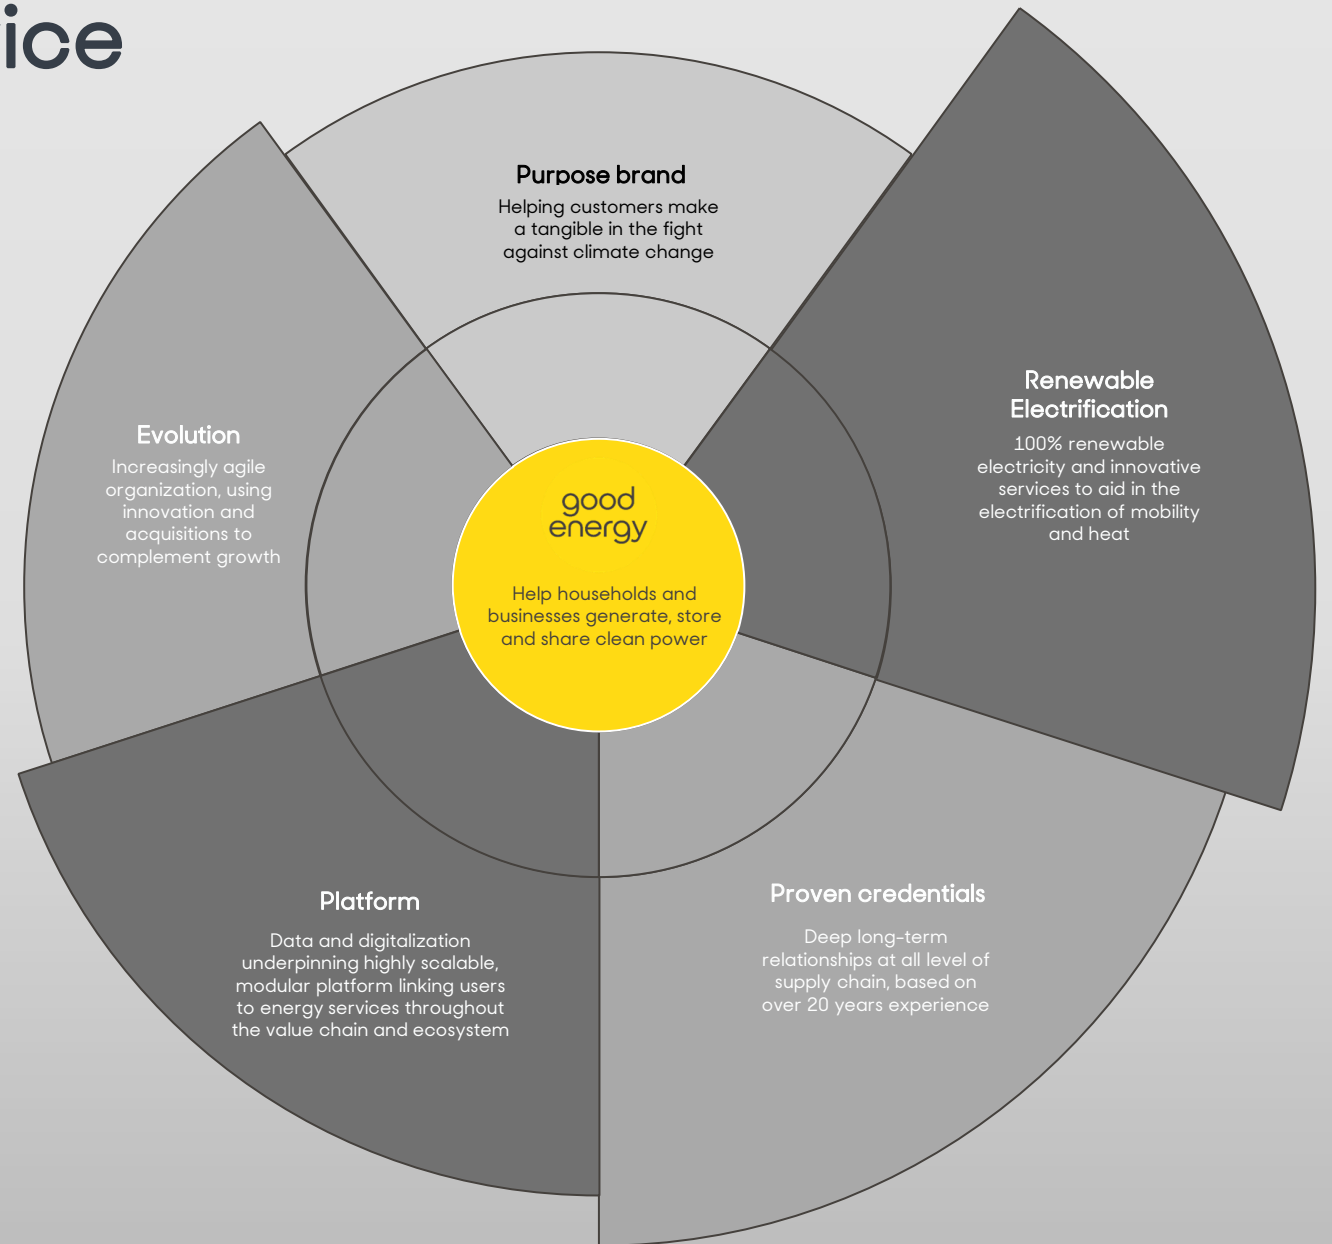 ice
Purpose brand
Helping customers make
a tangible in the fight
against climate change
Renewable
Electrification
100% renewable
electricity and innovative
services to aid in the
electrification of mobility
and heat
Evolution
Increasingly agile
organization, using
innovation and
acquisitions to
complement growth
good
energy
Help households and
businesses generate, store
and share clean power
Platform
Data and digitalization
underpinning highly scalable,
modular platform linking users
to energy services throughout
the value chain and ecosystem
Proven credentials
Deep long-term
relationships at all level of
supply chain, based on
over 20 years experience